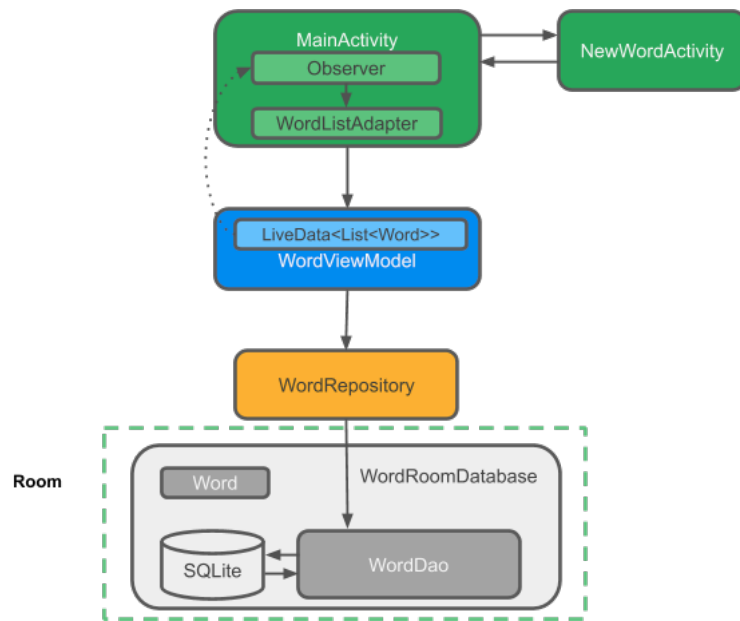 MainActivity
Observer
WordListAdapter
NewWordActivity
LiveData<List<Word>>
WordViewModel
WordRepository
Room
Word
WordRoomDatabase
SQLite
WordDao